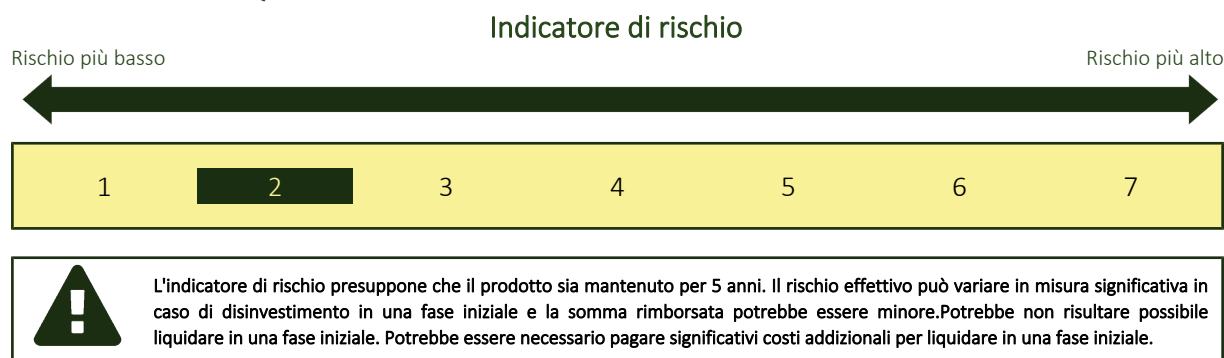 Indicatore di rischio
Rischio più basso
Rischio più alto
1 2 3 4 5 6 7
L'indicatore di rischio presuppone che il prodotto sia mantenuto per 5 anni. Il rischio effettivo può variare in misura significativa in
caso di disinvestimento in una fase iniziale e la somma rimborsata potrebbe essere minore.Potrebbe non risultare possibile
liquidare in una fase iniziale. Potrebbe essere necessario pagare significativi costi addizionali per liquidare in una fase iniziale.